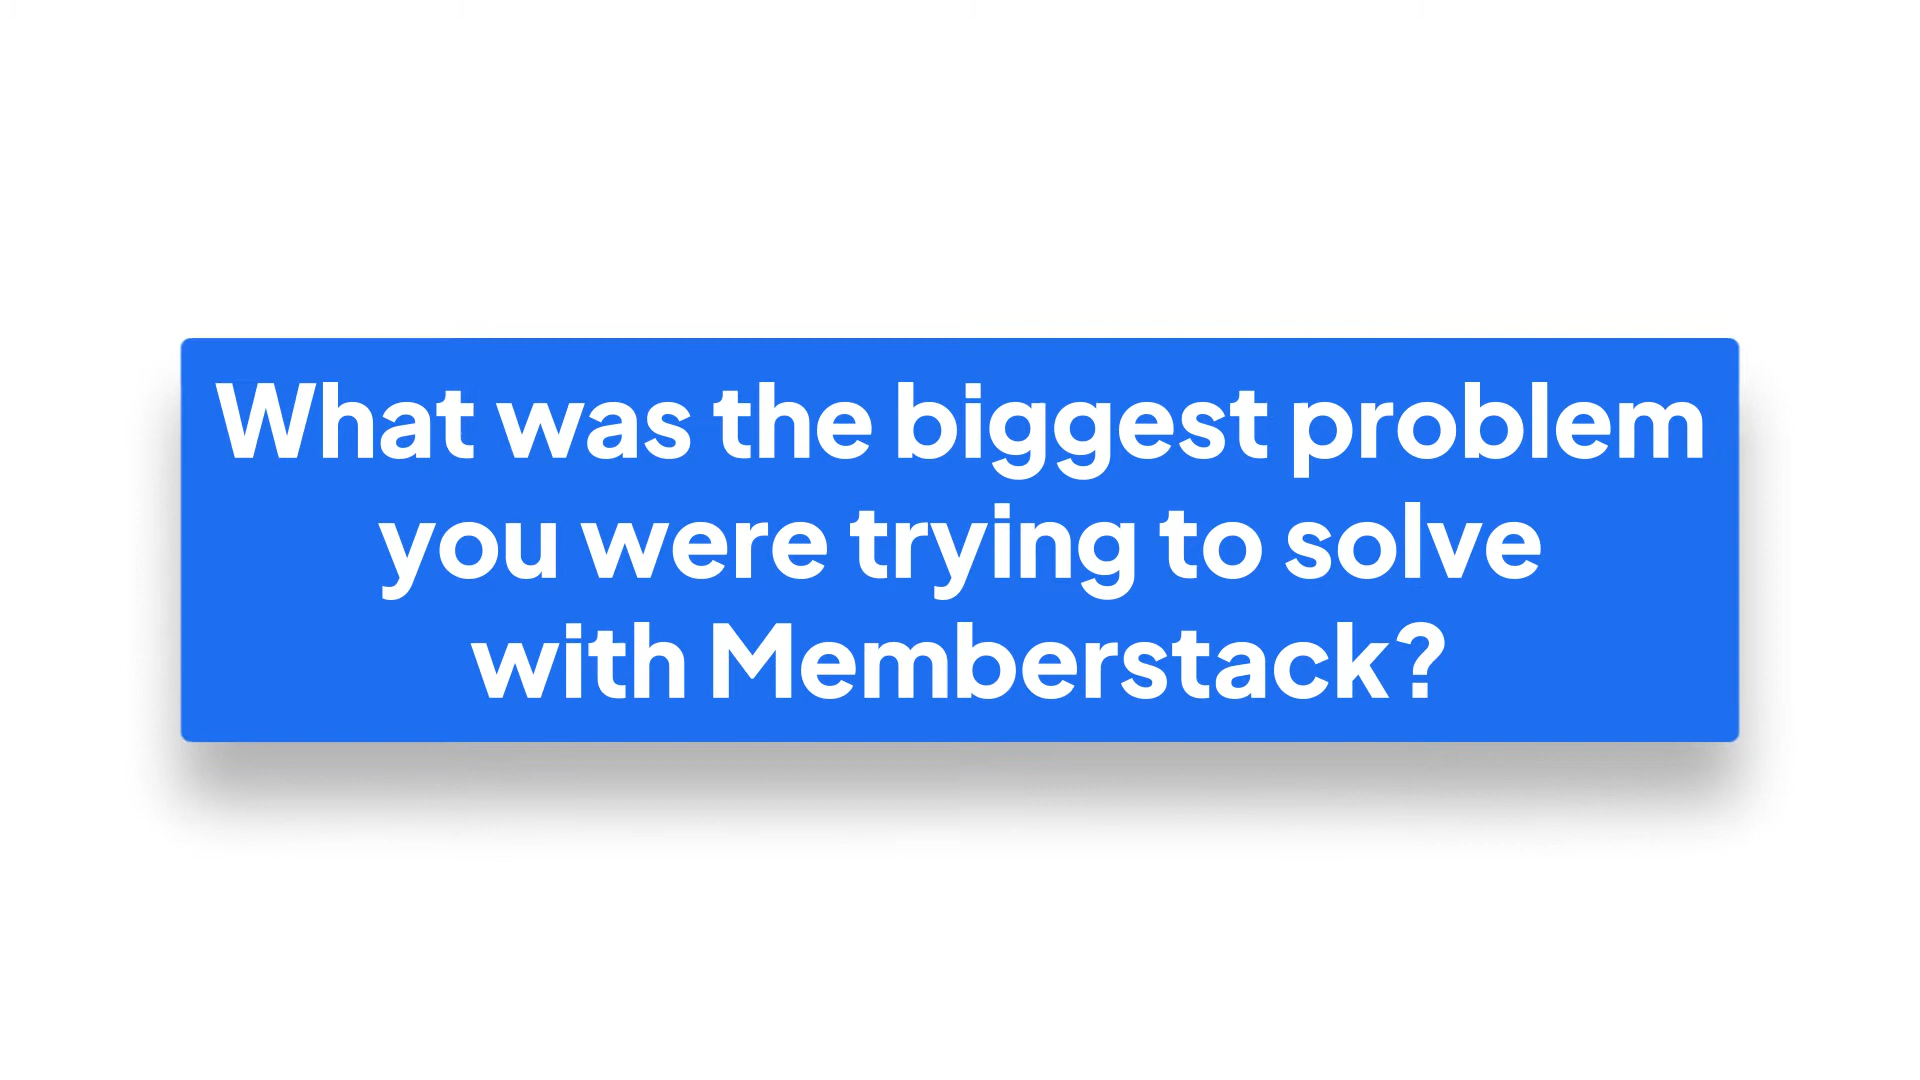 What was the biggest problem
you were trying to solve
with Memberstack?